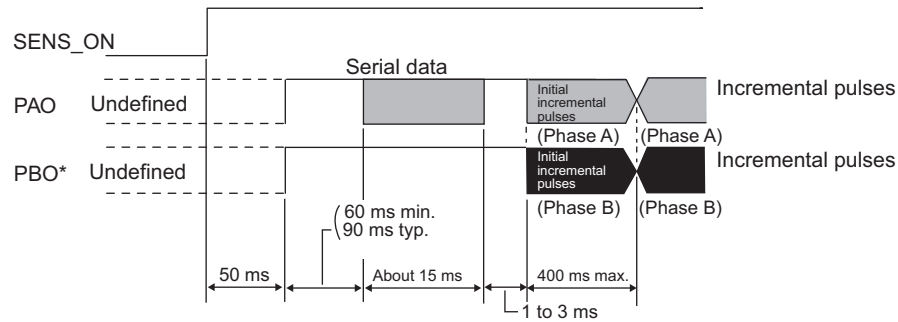 SENS_ON
Serial data
PAO
Undefined
Initial
incremental
pulses
Incremental pulses
(Phase A)
(Phase A)
PBO*
Undefined
Initial
incremental
pulses
Incremental pulses
(Phase B)
(Phase B)
60 ms min.
90 ms typ.
50 ms
About 15 ms
400 ms max.
1 to 3 ms